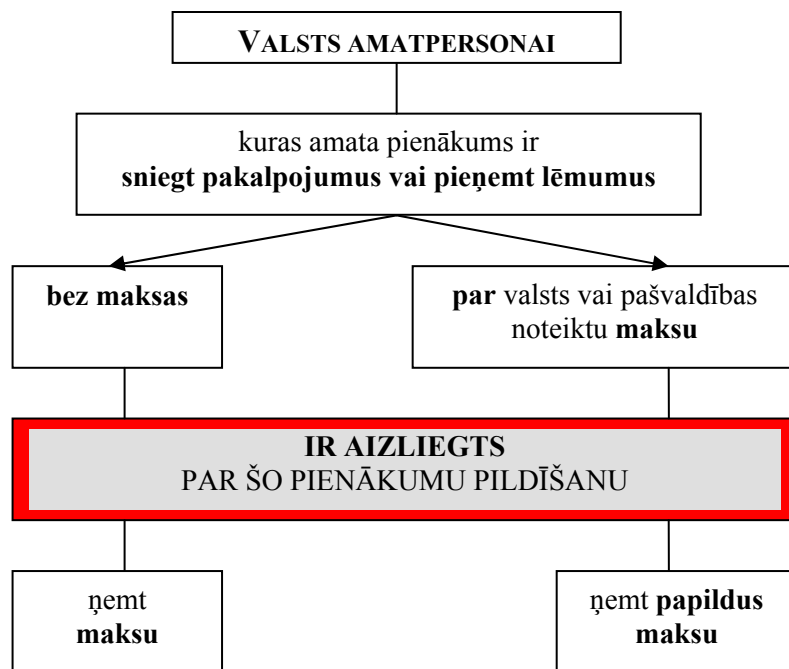 VALSTS AMATPERSONAI
kuras amata pienākums ir
sniegt pakalpojumus vai pieņemt lēmumus
bez maksas
par valsts vai pašvaldības
noteiktu maksu
IR AIZLIEGTS
PAR ŠO PIENĀKUMU PILDĪŠANU
ņemt
maksu
ņemt papildus
maksu